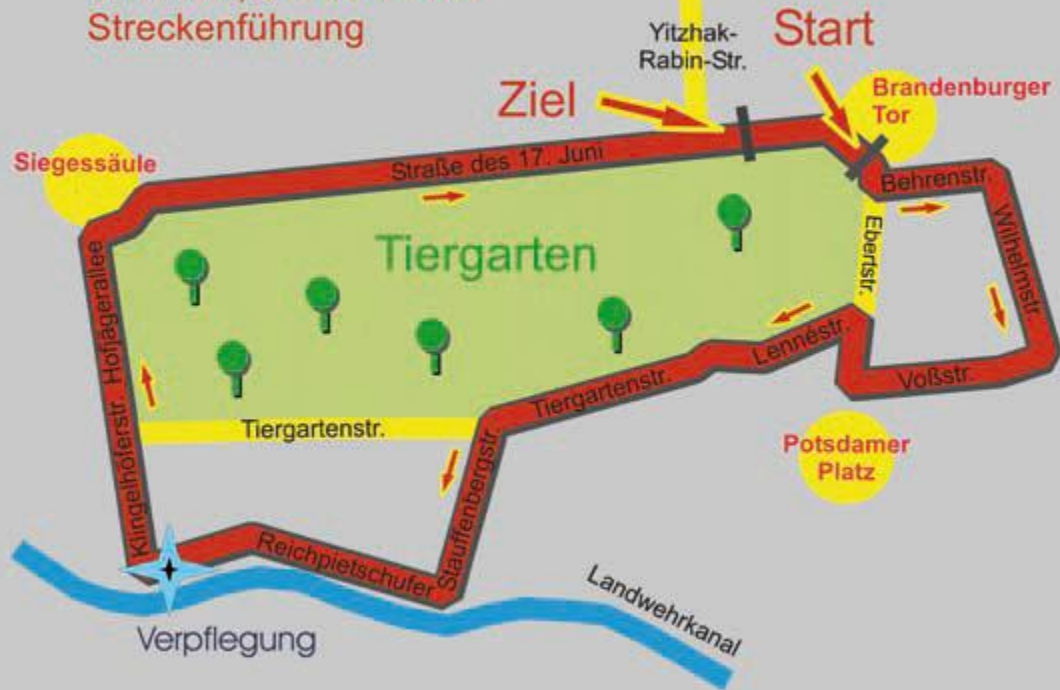 Streckenführung
Yitzhak-
Rabin-Str.
Start
Ziel
Brandenburger
Tor
Siegessäule
Straße des 17. Juni
Behrenstr.
Wilhelmstr.
Ebertstr.
Tiergarten
Hofjagerallee
Lennéstr.
Voßstr.
Tiergartenstr.
Tiergartenstr.
Potsdamer
Platz
Klingelhöferstr.
Stauffenbergstr.
Reichpietschufer
Landwehrkanal
Verpflegung